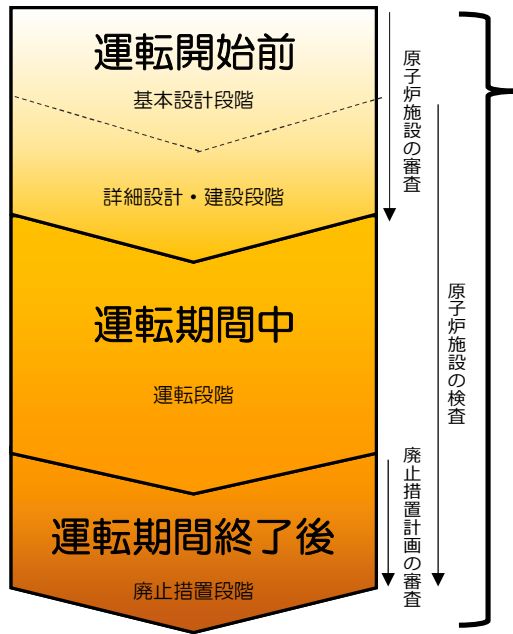 運転開始前
基本設計段階
詳細設計・建設段階
運転期間中
運転段階
運転期間終了後
廃止措置段階
原子炉施設の審査
原子炉施設の検査
廃止措置計画の審査